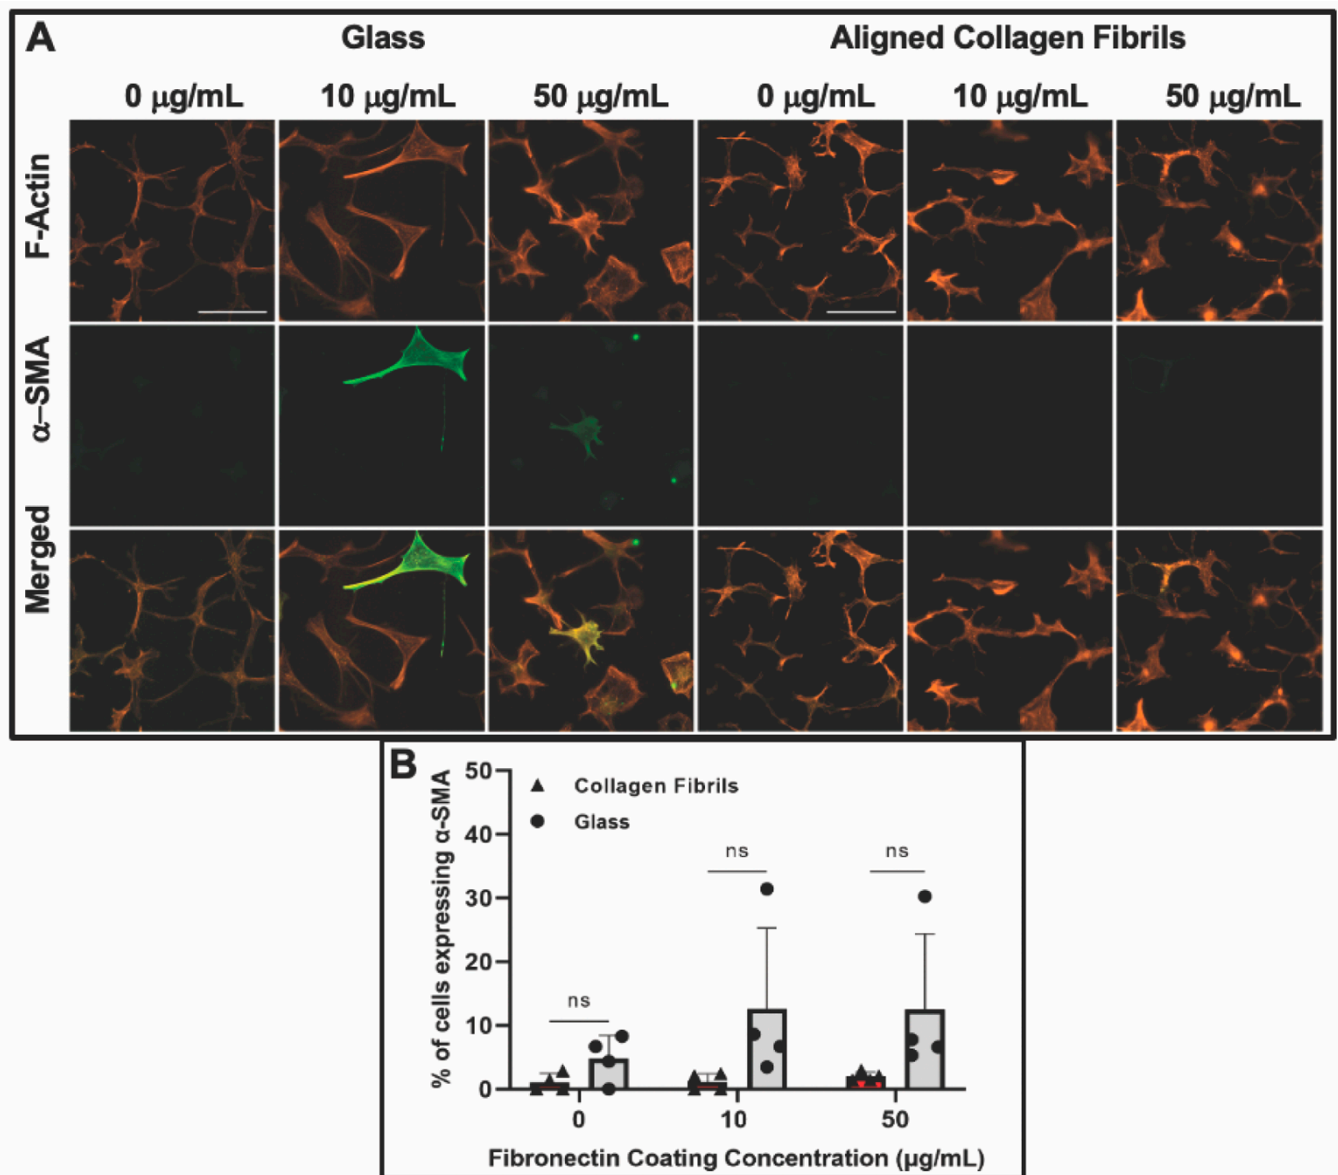 A
Glass Aligned Collagen Fibrils
0 μg/mL 10 μg/mL 50 μg/mL 0 μg/mL 10 μg/mL 50 μg/mL
F-Actin
α–SMA
Merged
B
% of cells expressing α-SMA
50
40
30
20
10
0
Collagen Fibrils
Glass
ns
ns
ns
0 10 50
Fibronectin Coating Concentration (μg/mL)